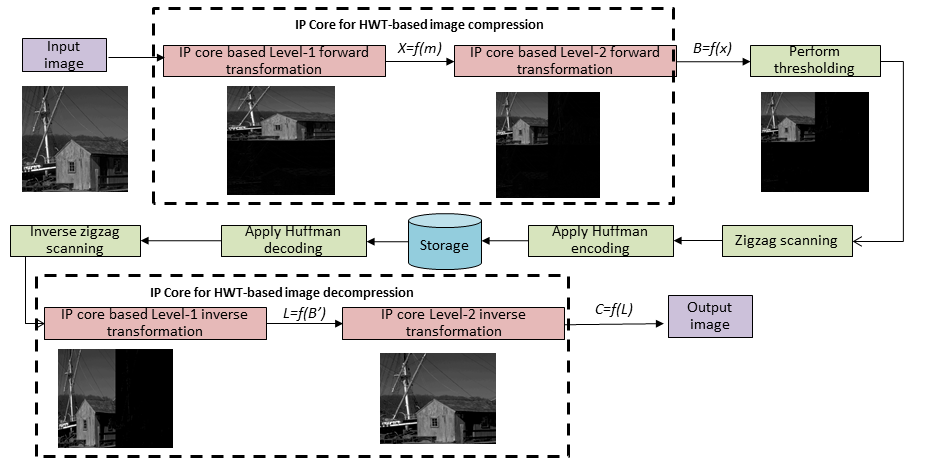 IP Core for HWT-based image compression
Input
image
IP core based Level-1 forward
transformation
X=f(m)
IP core based Level-2 forward
transformation
B=f(x)
Perform
thresholding
Inverse zigzag
scanning
Apply Huffman
decoding
Storage
Apply Huffman
encoding
Zigzag scanning
IP Core for HWT-based image decompression
IP core based Level-1 inverse
transformation
L=f(B’)
IP core Level-2 inverse
transformation
C=f(L)
Output
image